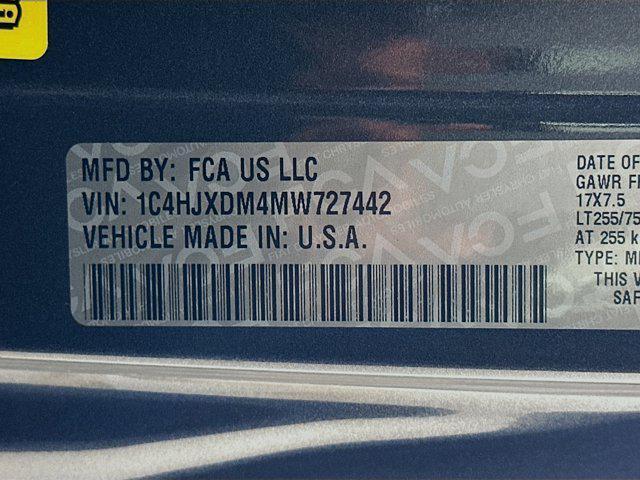 MFD BY: FCA US LLC
VIN: 1C4HJXDM4MW727442
VEHICLE MADE IN: U.S.A.
DATE OF
GAWR
17X7.5
LT255/75
AT 255
TYPE:
THIS